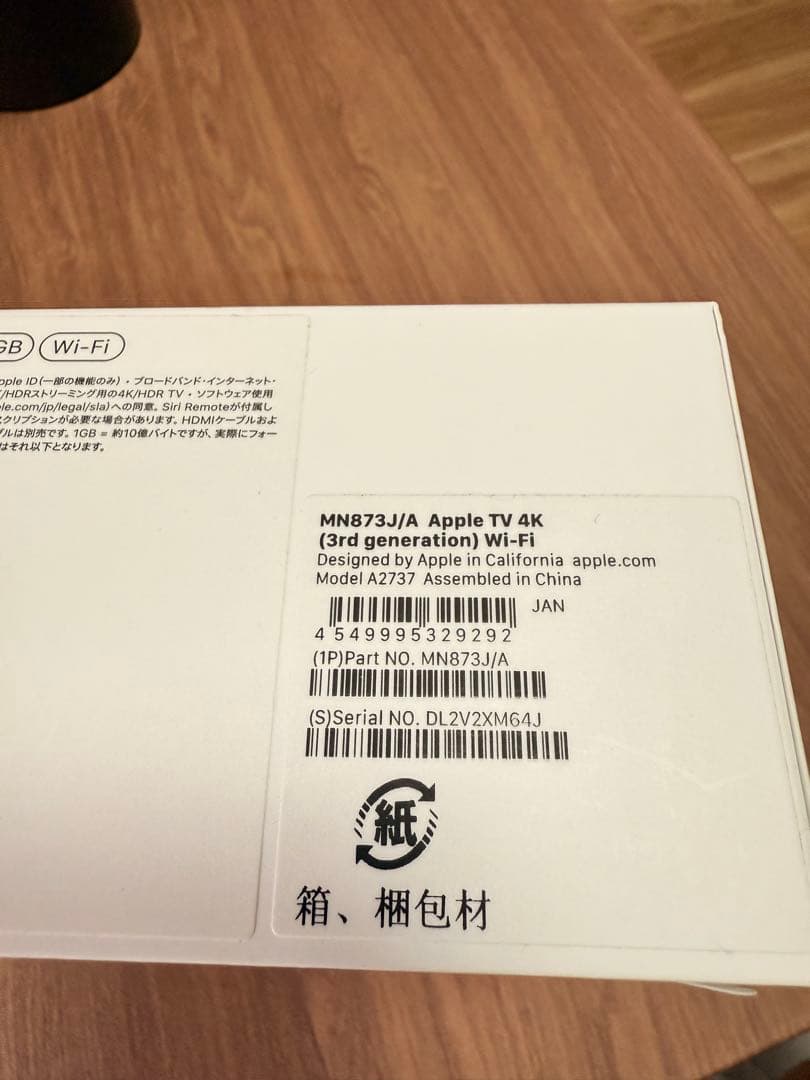 GB Wi-Fi
pple ID(一部の機能のみ)・ブロードバンド・インターネット・
/HDRストリーミング用の4K/HDR TV・ソフトウェア使用
le.com/jp/legal/sla)への同意。Siri Remoteが付属し
スクリプションが必要な場合があります。HDMIケーブルおよ
ブルは別売です。1GB = 約10億バイトですが、実際にフォー
はそれ以下となります。
MN873J/A Apple TV 4K
(3rd generation) Wi-Fi
Designed by Apple in California apple.com
Model A2737 Assembled in China
JAN
4 549995329292
(1P)Part NO. MN873J/A
(S)Serial NO. DL2V2XM64J
紙
箱、梱包材